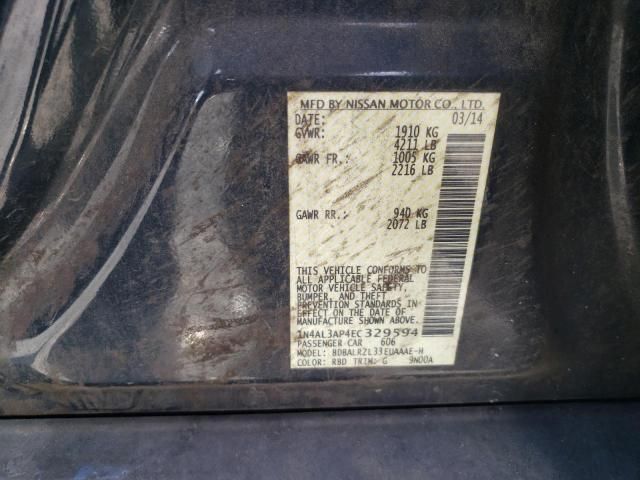 MFD BY NISSAN MOTOR CO., LTD.
DATE: 03/14
GVWR: 1910 KG
4211 LB
GAWR FR.: 1005 KG
2216 LB
GAWR RR.: 940 KG
2072 LB
THIS VEHICLE CONFORMS TO
ALL APPLICABLE FEDERAL
MOTOR VEHICLE SAFETY,
BUMPER, AND THEFT
PREVENTION STANDARDS IN
EFFECT ON THE DATE OF
MANUFACTURE SHOWN ABOVE.
1N4AL3AP4EC329594
PASSENGER CAR 606
MODEL: BDBALRZL33EUAAAE-H
COLOR: RBD TRIM: G 9N00A